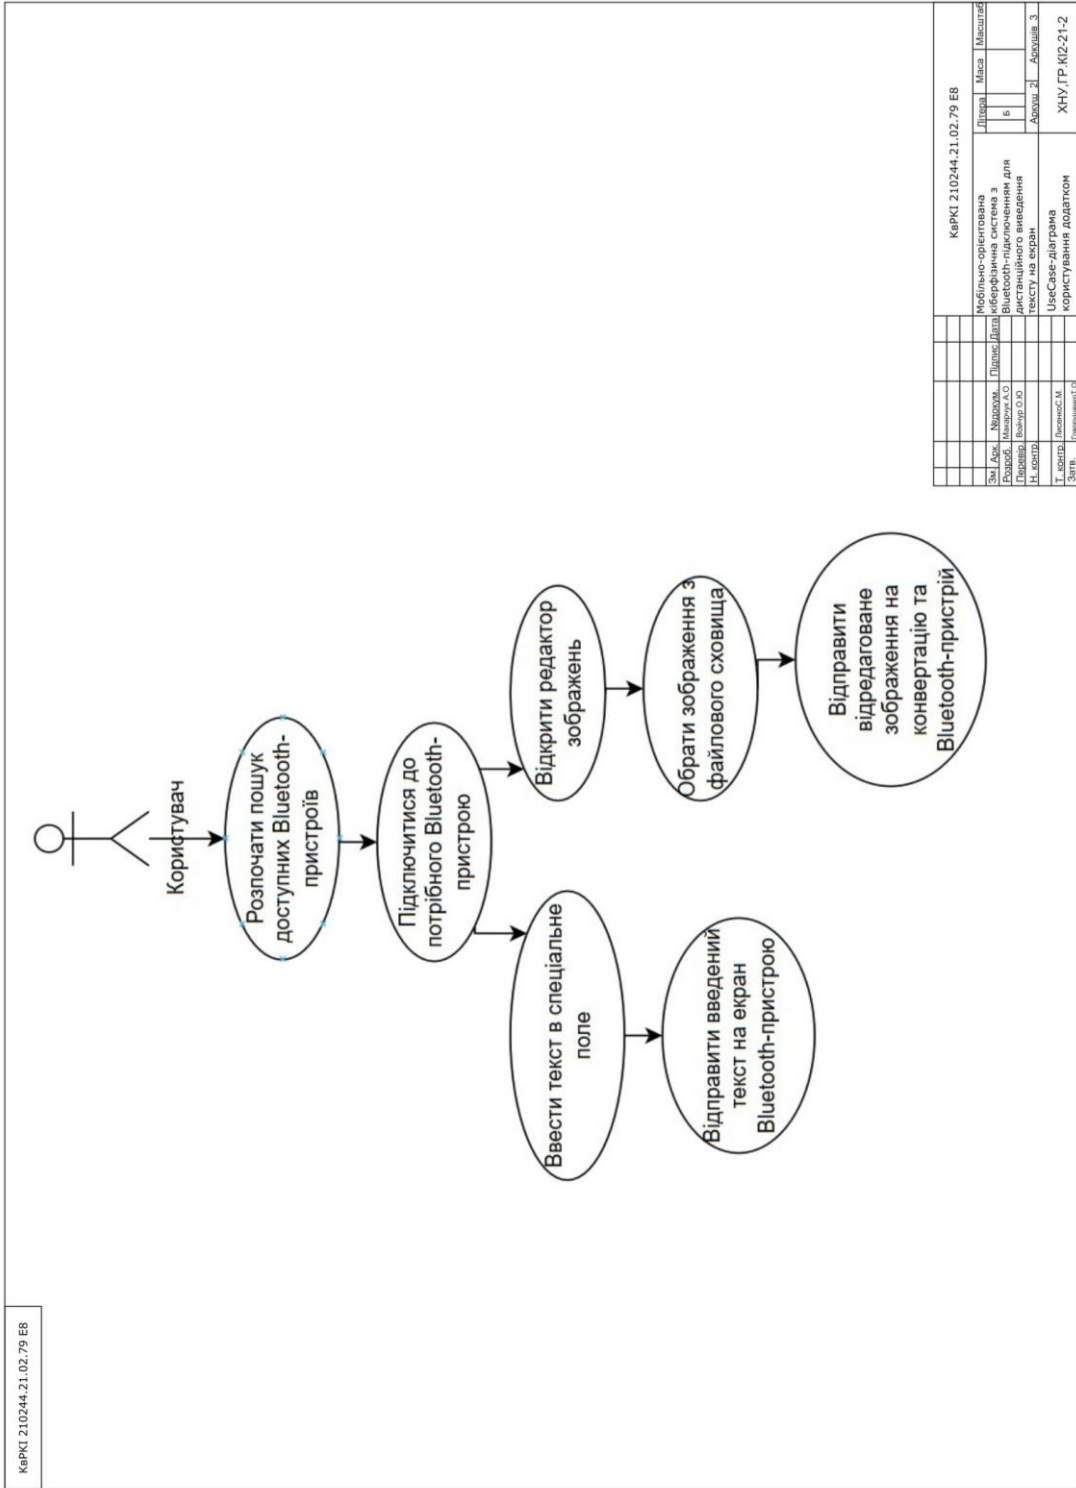 КвРКІ 210244.21.02.79 Е8
Користувач
Розпочати пошук
доступних Bluetooth-
пристроїв
Підключитися до
потрібного Bluetooth-
пристрою
Ввести текст в спеціальне
поле
Відправити введений
текст на екран
Bluetooth-пристрою
Відкрити редактор
зображень
Обрати зображення з
файлового сховища
Відправити
відредаговане
зображення на
конвертацію та
Bluetooth-пристрій
КвРКІ 210244.21.02.79 Е8
Зм. Арк. №докум. Підпис Дата
Розроб. Макарчук А.О
Перевір. Войчур О.Ю
Н. контр.
Т. контр. Лисенко С.М.
Затв.
Мобільно-орієнтована
кіберфізична система з
Bluetooth-підключенням для
дистанційного виведення
тексту на екран
UseCase-діаграма
користування додатком
Літера Маса Масштаб
Б
Аркуш 2 Аркушів 3
ХНУ,ГР.КІ2-21-2